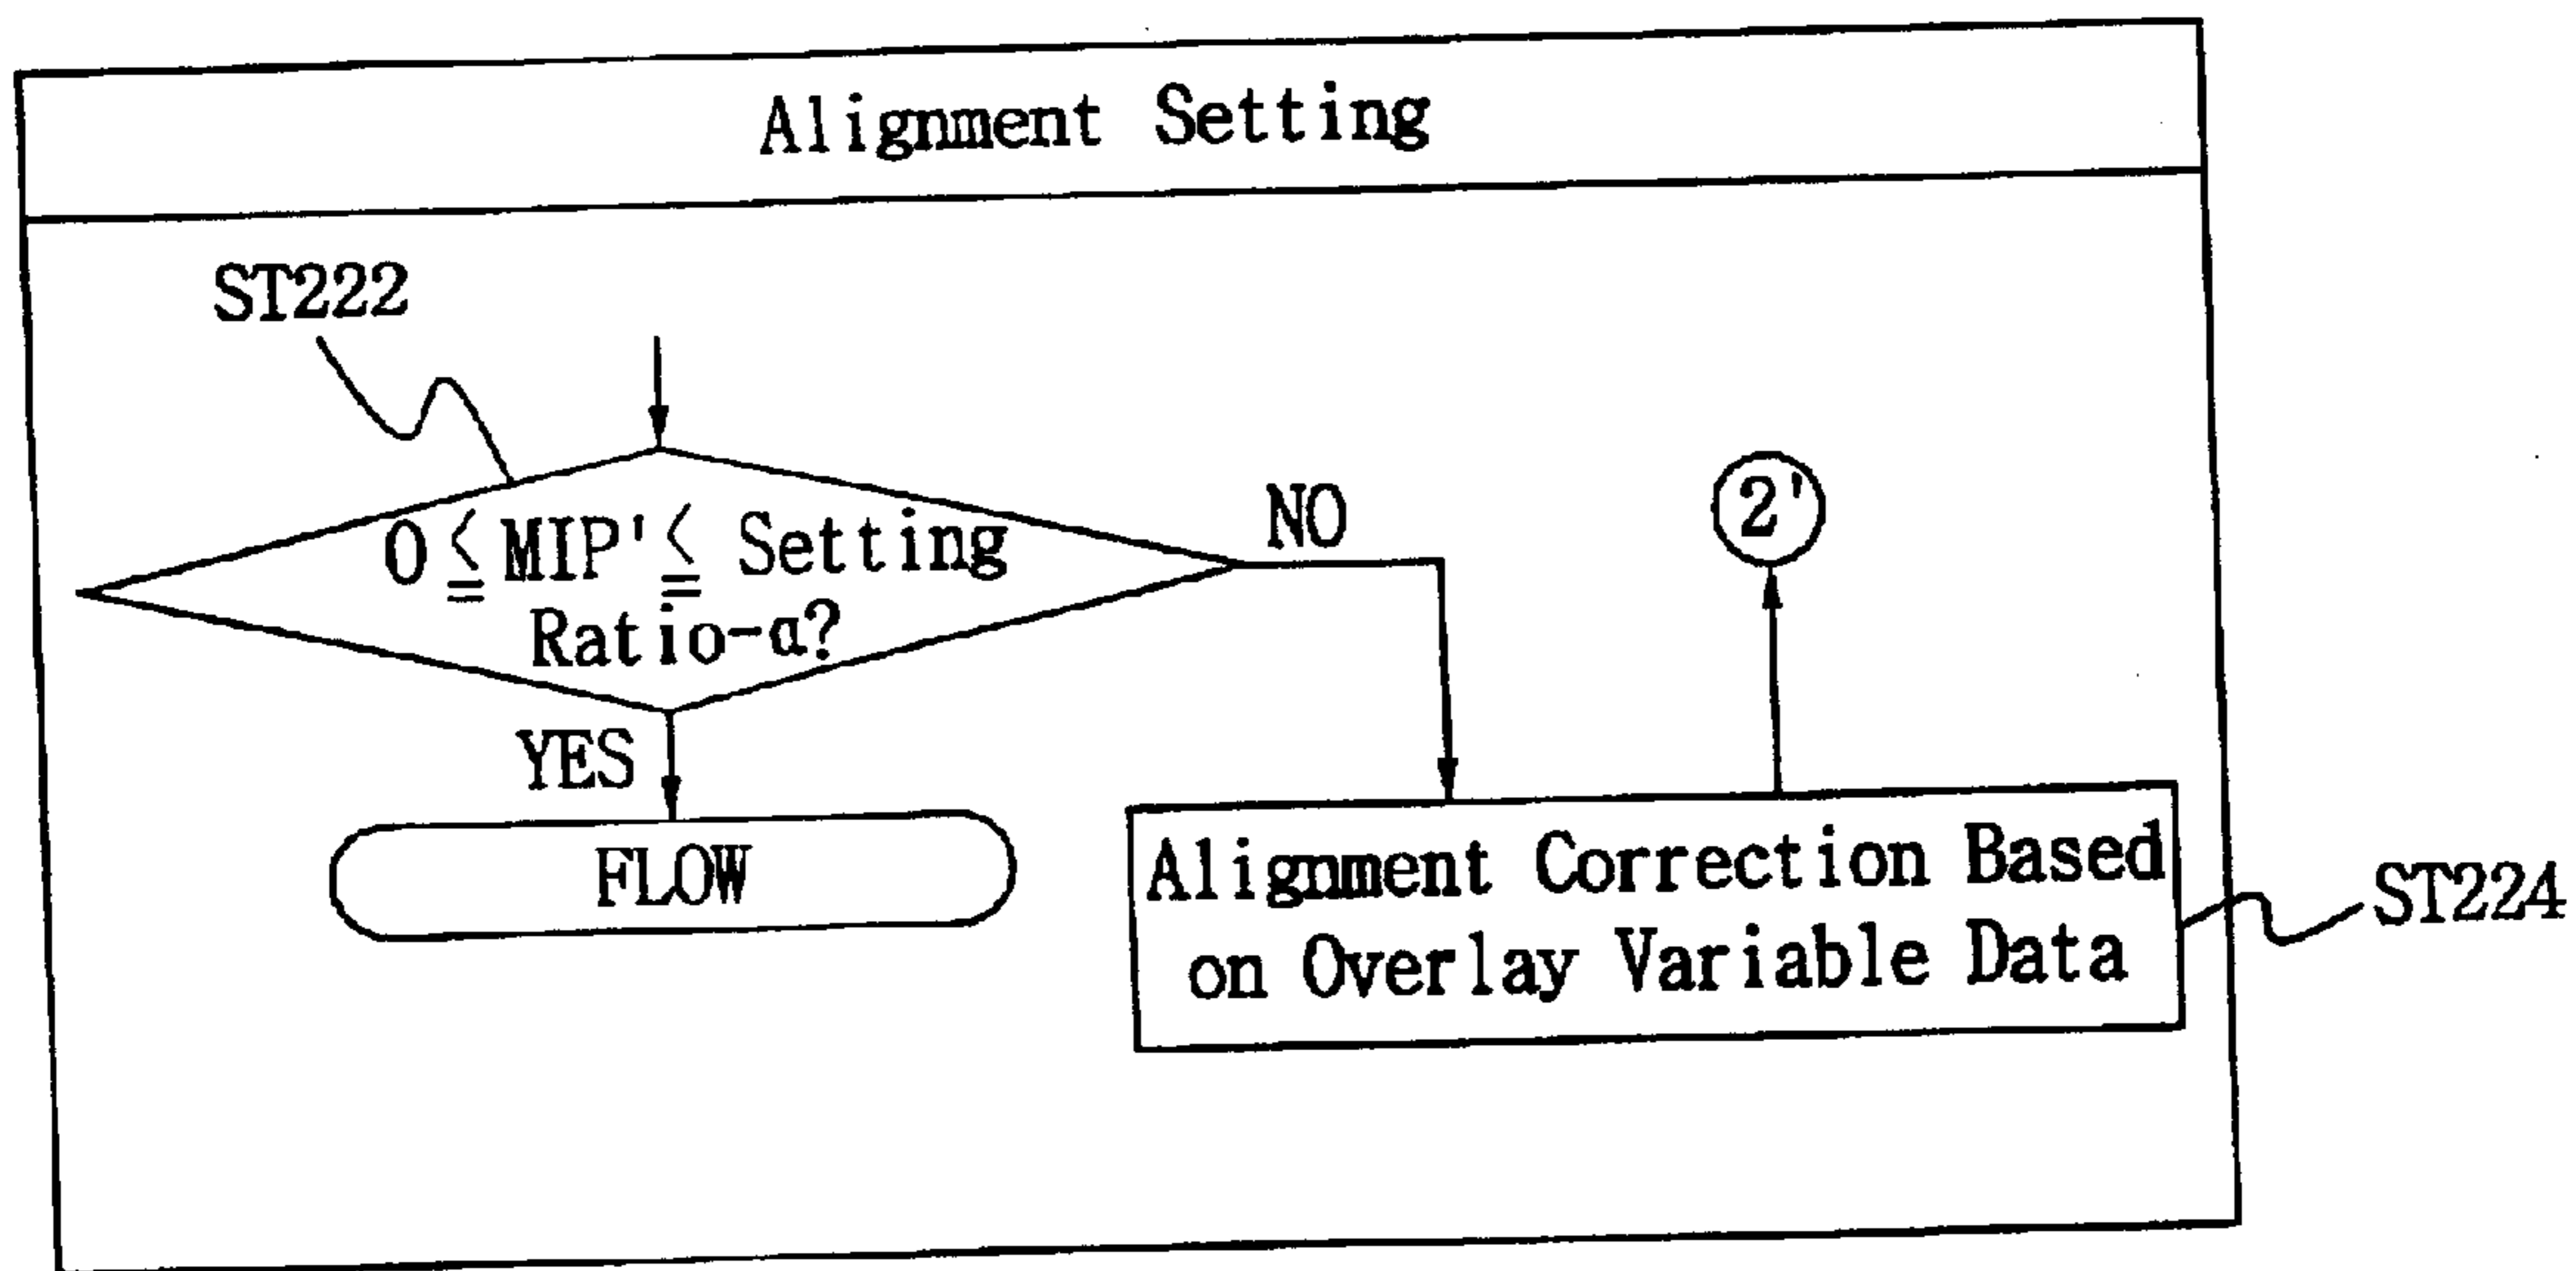 Alignment Setting
ST222
0≦MIP'≦ Setting
Ratio-α?
NO
2'
YES
FLOW
Alignment Correction Based
on Overlay Variable Data
ST224